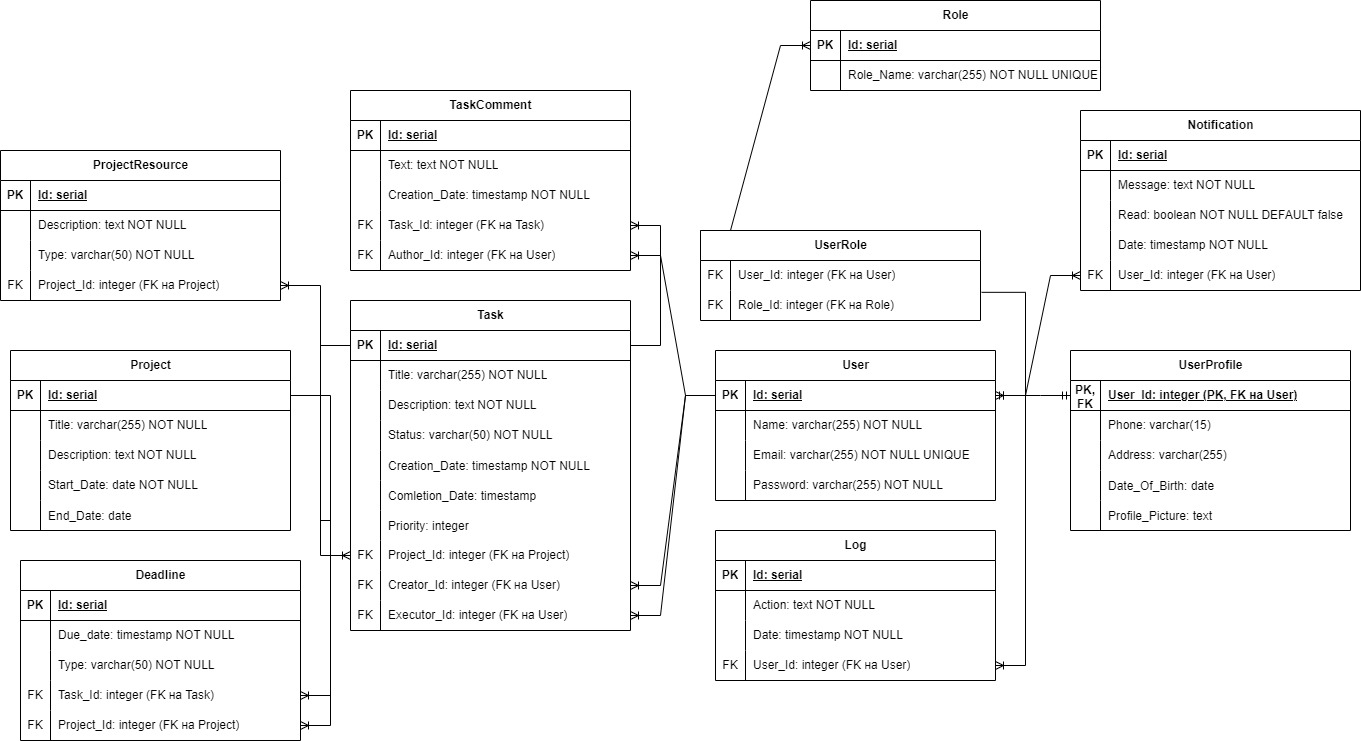 Role
PK Id: serial
Role_Name: varchar(255) NOT NULL UNIQUE
TaskComment
PK Id: serial
Text: text NOT NULL
Creation_Date: timestamp NOT NULL
FK Task_Id: integer (FK на Task)
FK Author_Id: integer (FK на User)
Notification
PK Id: serial
Message: text NOT NULL
Read: boolean NOT NULL DEFAULT false
Date: timestamp NOT NULL
FK User_Id: integer (FK на User)
ProjectResource
PK Id: serial
Description: text NOT NULL
Type: varchar(50) NOT NULL
FK Project_Id: integer (FK на Project)
UserRole
FK User_Id: integer (FK на User)
FK Role_Id: integer (FK на Role)
Task
PK Id: serial
Title: varchar(255) NOT NULL
Description: text NOT NULL
Status: varchar(50) NOT NULL
Creation_Date: timestamp NOT NULL
Comletion_Date: timestamp
Priority: integer
FK Project_Id: integer (FK на Project)
FK Creator_Id: integer (FK на User)
FK Executor_Id: integer (FK на User)
Project
PK Id: serial
Title: varchar(255) NOT NULL
Description: text NOT NULL
Start_Date: date NOT NULL
End_Date: date
User
PK Id: serial
Name: varchar(255) NOT NULL
Email: varchar(255) NOT NULL UNIQUE
Password: varchar(255) NOT NULL
UserProfile
PK,
FK
User_Id: integer (PK, FK на User)
Phone: varchar(15)
Address: varchar(255)
Date_Of_Birth: date
Profile_Picture: text
Log
PK Id: serial
Action: text NOT NULL
Date: timestamp NOT NULL
FK User_Id: integer (FK на User)
Deadline
PK Id: serial
Due_date: timestamp NOT NULL
Type: varchar(50) NOT NULL
FK Task_Id: integer (FK на Task)
FK Project_Id: integer (FK на Project)